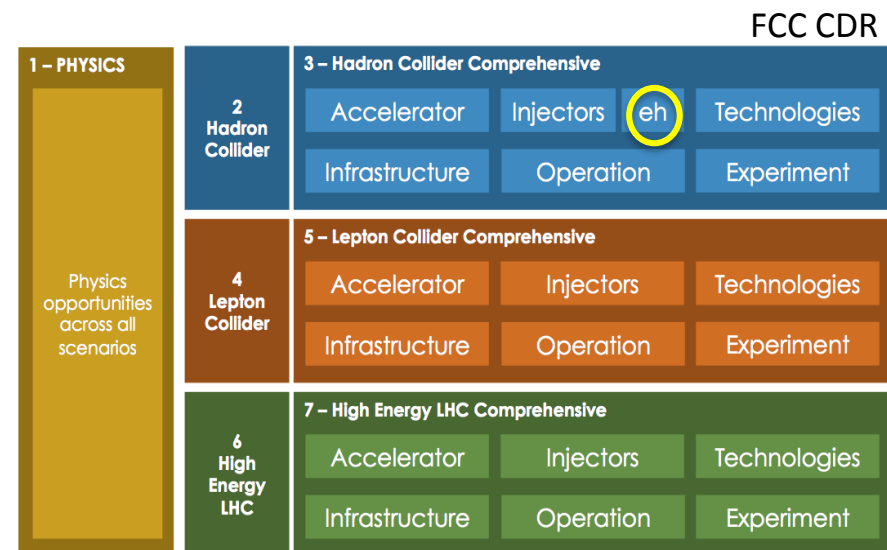 FCC CDR
1 – PHYSICS
Physics
opportunities
across all
scenarios
2
Hadron
Collider
3 – Hadron Collider Comprehensive
Accelerator
Injectors
eh
Technologies
Infrastructure
Operation
Experiment
4
Lepton
Collider
5 – Lepton Collider Comprehensive
Accelerator
Injectors
Technologies
Infrastructure
Operation
Experiment
6
High
Energy
LHC
7 – High Energy LHC Comprehensive
Accelerator
Injectors
Technologies
Infrastructure
Operation
Experiment